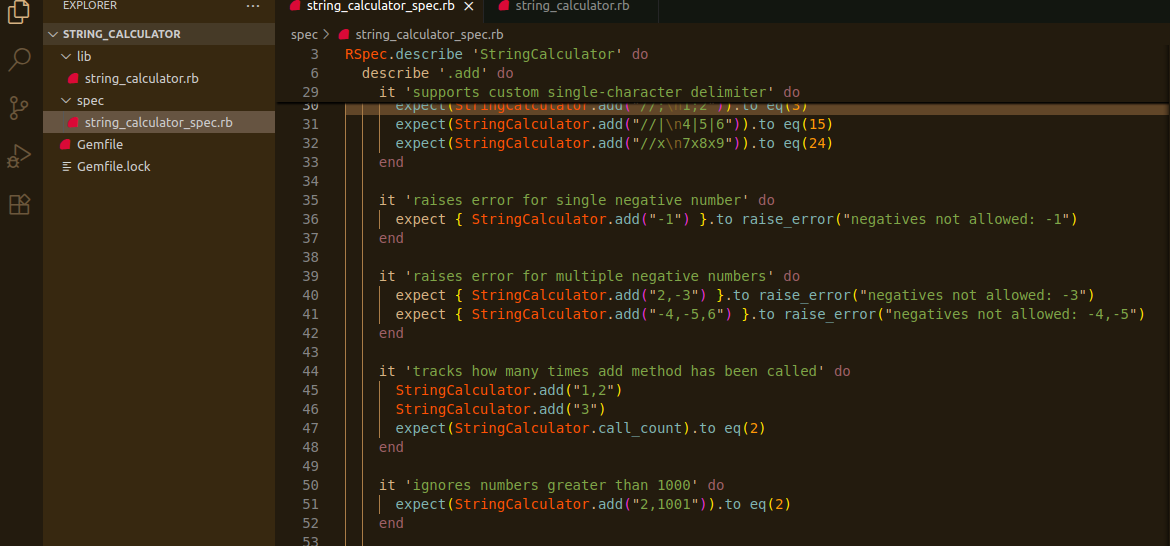 EXPLORER ...
STRING_CALCULATOR
lib
string_calculator.rb
spec
string_calculator_spec.rb
Gemfile
Gemfile.lock
string_calculator_spec.rb × string_calculator.rb
spec > string_calculator_spec.rb
3 RSpec.describe 'StringCalculator' do
6 describe '.add' do
29 it 'supports custom single-character delimiter' do
30 expect(StringCalculator.add("//;\n1;2")).to eq(3)
31 expect(StringCalculator.add("//|\n4|5|6")).to eq(15)
32 expect(StringCalculator.add("//x\n7x8x9")).to eq(24)
33 end
34
35 it 'raises error for single negative number' do
36 expect { StringCalculator.add("-1") }.to raise_error("negatives not allowed: -1")
37 end
38
39 it 'raises error for multiple negative numbers' do
40 expect { StringCalculator.add("2,-3") }.to raise_error("negatives not allowed: -3")
41 expect { StringCalculator.add("-4,-5,6") }.to raise_error("negatives not allowed: -4,-5")
42 end
43
44 it 'tracks how many times add method has been called' do
45 StringCalculator.add("1,2")
46 StringCalculator.add("3")
47 expect(StringCalculator.call_count).to eq(2)
48 end
49
50 it 'ignores numbers greater than 1000' do
51 expect(StringCalculator.add("2,1001")).to eq(2)
52 end
53